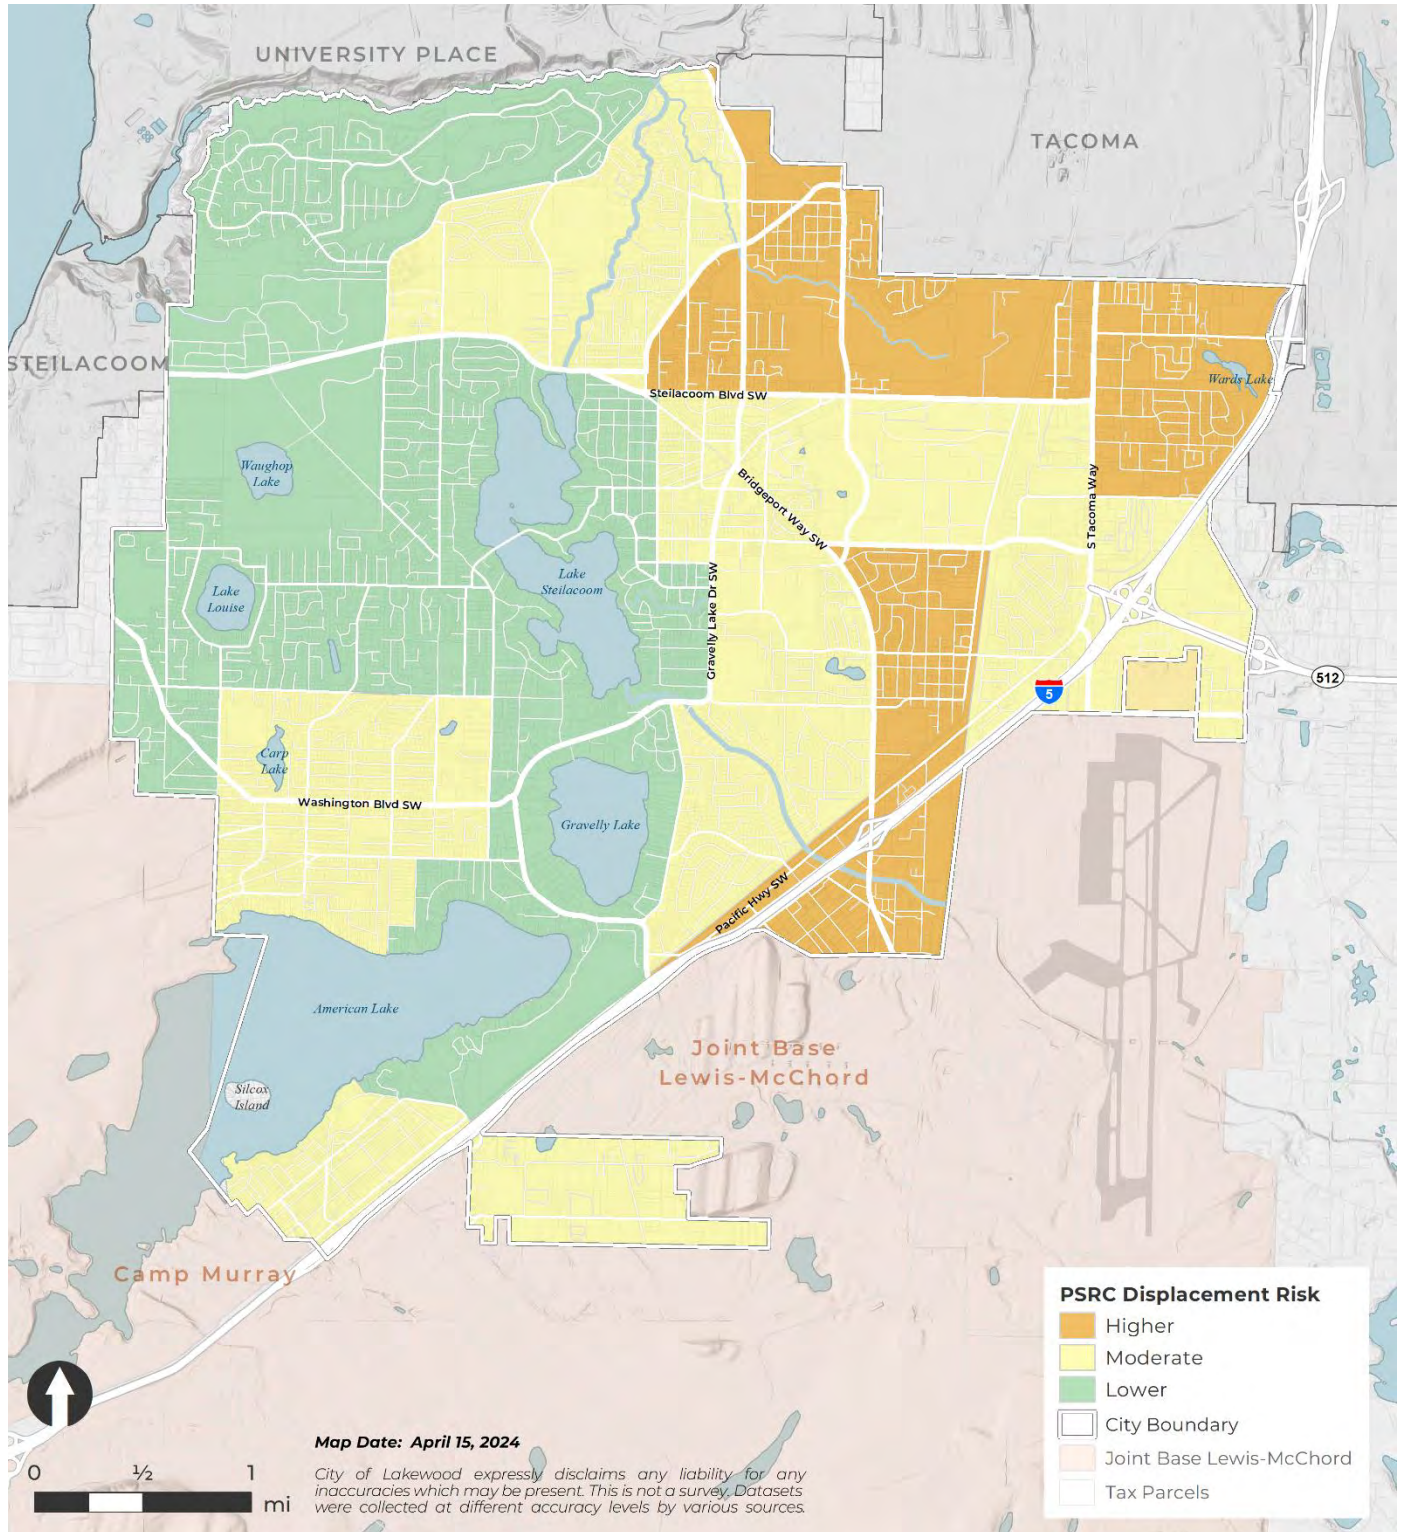 UNIVERSITY PLACE
TACOMA
STEILACOOM
Wards Lake
Steilacoom Blvd SW
Waughop
Lake
Bridgeport Way SW
S Tacoma Way
Lake
Steilacoom
Lake
Louise
Gravelly Lake Dr SW
512
5
Carp
Lake
Washington Blvd SW
Gravelly Lake
Pacific Hwy SW
American Lake
Joint Base
Lewis-McChord
Silcox
Island
Camp Murray
PSRC Displacement Risk
Higher
Moderate
Lower
City Boundary
Joint Base Lewis-McChord
Tax Parcels
0 ½ 1
mi
Map Date: April 15, 2024
City of Lakewood expressly disclaims any liability for any
inaccuracies which may be present. This is not a survey. Datasets
were collected at different accuracy levels by various sources.